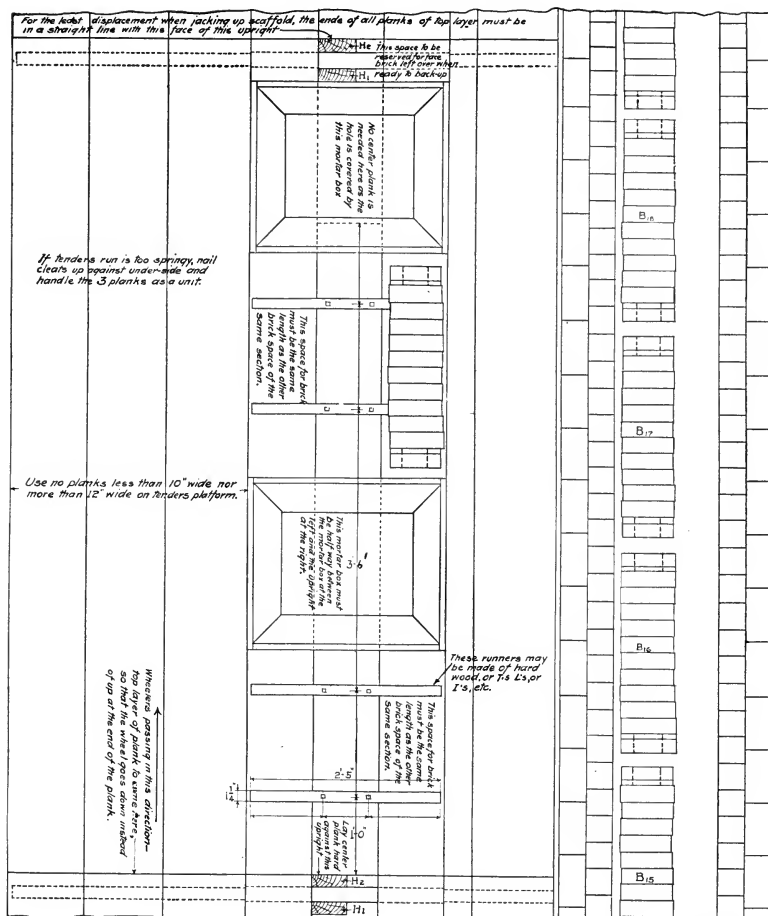 For the least displacement when jacking up scaffold, the ends of all planks of top layer must be
in a straight line with this face of this upright
He
This space to be
reserved for face
brick left over when
ready to back-up
H1
No center plank is
needed here as the
hole is covered by
this mortar box
B18
If tenders run is too springy, nail
cleats up against under-side and
handle the 3 planks as a unit.
This space for brick
must be the same
length as the other
brick space of the
same section.
B17
Use no planks less than 10" wide nor
more than 12" wide on tenders platform.
This mortar box must
be half way between
the mortar box at the
left and the upright
at the right.
3'-6"
B16
These runners may
be made of hard
wood, or T's L's, or
I's, etc.
Wheelers passing in this direction—
top layer of plank to come here,
so that the wheel goes down instead
of up at the end of the plank.
This space for brick
must be the same
length as the other
brick space of the
same section.
2'-5"
1'-0"
Lay center
plank hard
against this
upright
H2
B15
H1